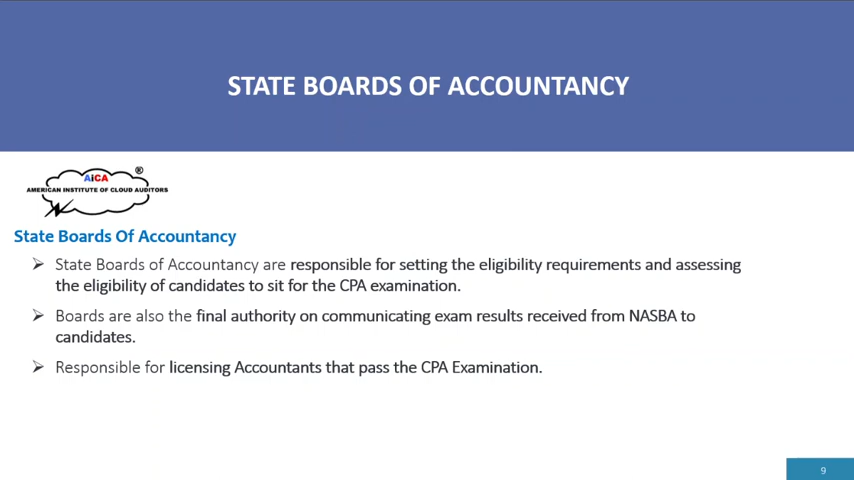 STATE BOARDS OF ACCOUNTANCY
AiCA ®
AMERICAN INSTITUTE OF CLOUD AUDITORS
State Boards Of Accountancy
➢ State Boards of Accountancy are responsible for setting the eligibility requirements and assessing
the eligibility of candidates to sit for the CPA examination.
➢ Boards are also the final authority on communicating exam results received from NASBA to
candidates.
➢ Responsible for licensing Accountants that pass the CPA Examination.
9